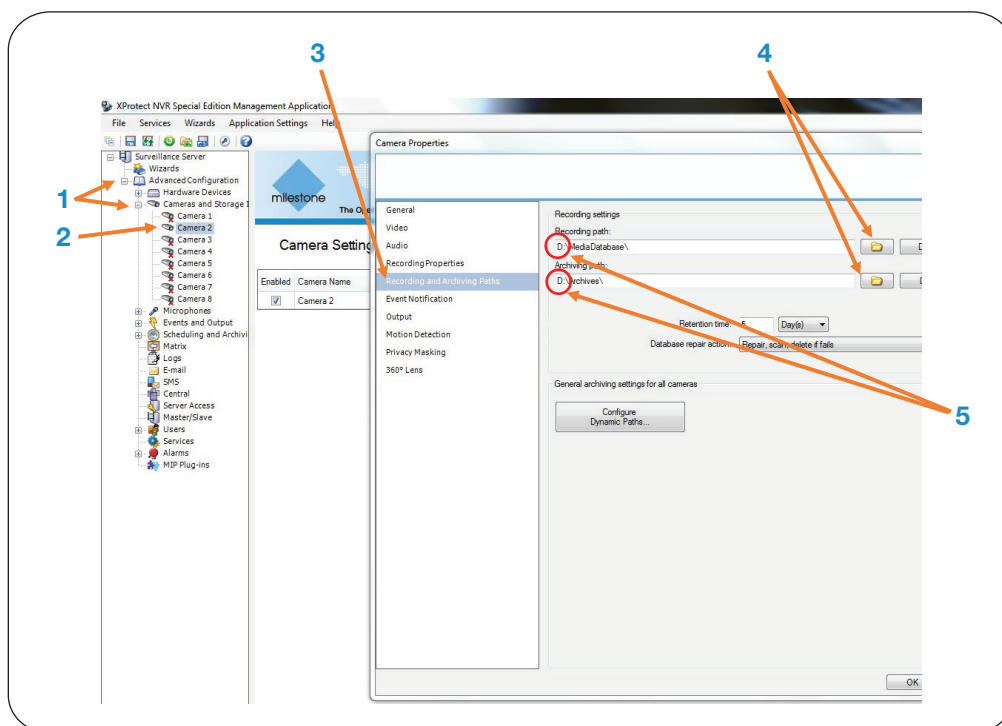 3
4
XProtect NVR Special Edition Management Application
File Services Wizards Application Settings Help
Surveillance Server
Wizards
Advanced Configuration
Hardware Devices
1
Cameras and Storage I
Camera 1
2
Camera 2
Camera 3
Camera 4
Camera 5
Camera 6
Camera 7
Camera 8
Microphones
Events and Output
Scheduling and Archivi
Matrix
Logs
E-mail
SMS
Central
Server Access
Master/Slave
Users
Services
Alarms
MIP Plug-ins
milestone
The Ope
Camera Setting
Enabled Camera Name
Camera 2
Camera Properties
General
Video
Audio
Recording Properties
Recording and Archiving Paths
Event Notification
Output
Motion Detection
Privacy Masking
360° Lens
Recording settings
Recording path:
D:\MediaDatabase\
D
Archiving path:
D:\Archives\
D
Retention time: 5 Day(s)
Database repair action: Repair, scan, delete if fails
General archiving settings for all cameras
Configure
Dynamic Paths...
5
OK